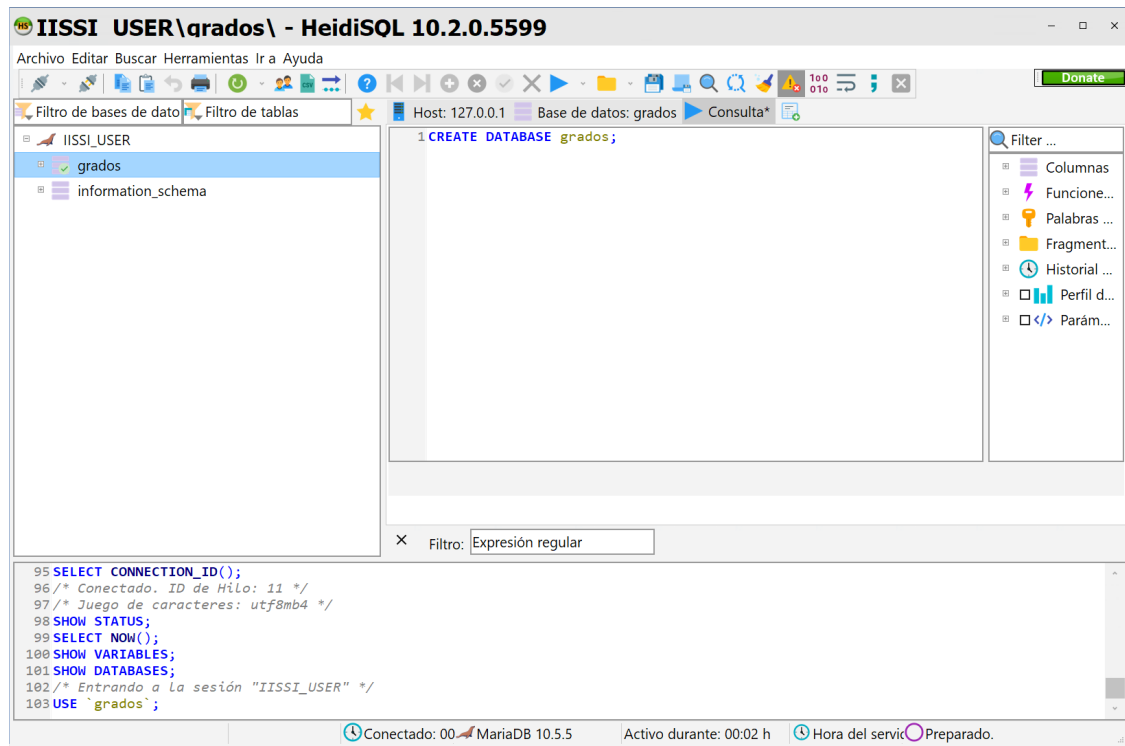 IISSI_USER\grados\ - HeidiSQL 10.2.0.5599
Archivo Editar Buscar Herramientas Ir a Ayuda
Donate
Filtro de bases de dato Filtro de tablas
Host: 127.0.0.1 Base de datos: grados Consulta*
IISSI_USER
grados
information_schema
1 CREATE DATABASE grados;
Filter ...
Columnas
Funcione...
Palabras ...
Fragment...
Historial ...
Perfil d...
Parám...
Filtro: Expresión regular
95 SELECT CONNECTION_ID();
96 /* Conectado. ID de Hilo: 11 */
97 /* Juego de caracteres: utf8mb4 */
98 SHOW STATUS;
99 SELECT NOW();
100 SHOW VARIABLES;
101 SHOW DATABASES;
102 /* Entrando a la sesión "IISSI_USER" */
103 USE `grados`;
Conectado: 00 MariaDB 10.5.5 Activo durante: 00:02 h Hora del servic Preparado.